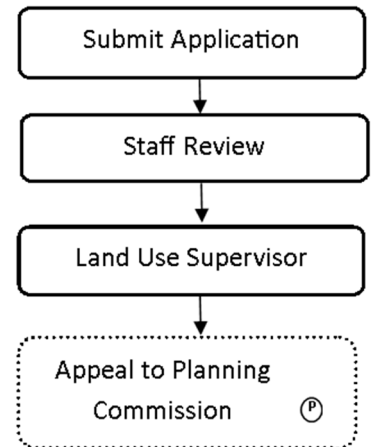 Submit Application
Staff Review
Land Use Supervisor
Appeal to Planning
Commission Ⓟ